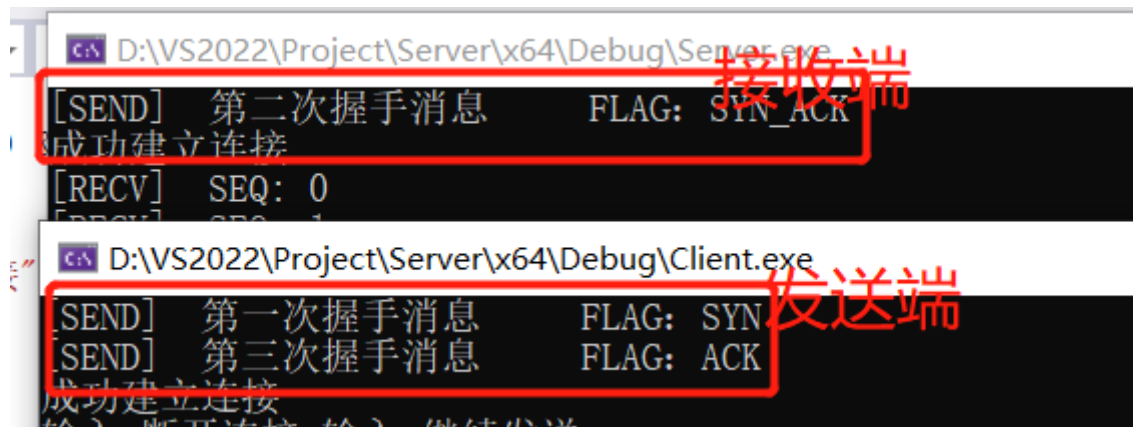 D:\VS2022\Project\Server\x64\Debug\Server.exe
接收端
[SEND] 第二次握手消息 FLAG: SYN_ACK
成功建立连接
[RECV] SEQ: 0
[RECV] SEQ: 1
D:\VS2022\Project\Server\x64\Debug\Client.exe
发送端
[SEND] 第一次握手消息 FLAG: SYN
[SEND] 第三次握手消息 FLAG: ACK
成功建立连接